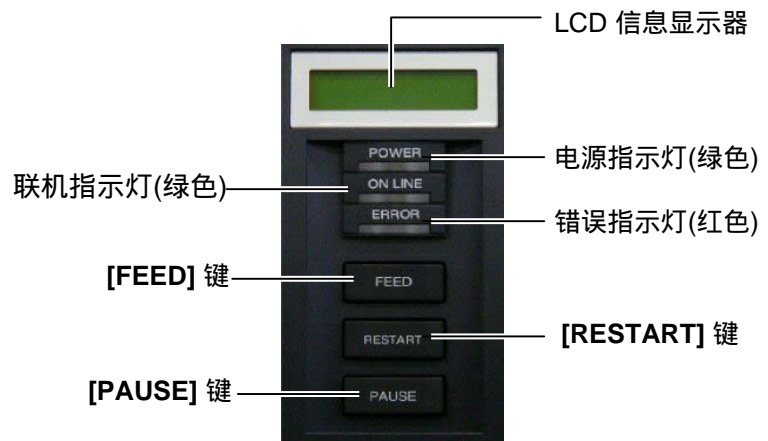 LCD 信息显示器
POWER
电源指示灯(绿色)
联机指示灯(绿色)
ON LINE
ERROR
错误指示灯(红色)
[FEED] 键
FEED
RESTART
[RESTART] 键
[PAUSE] 键
PAUSE